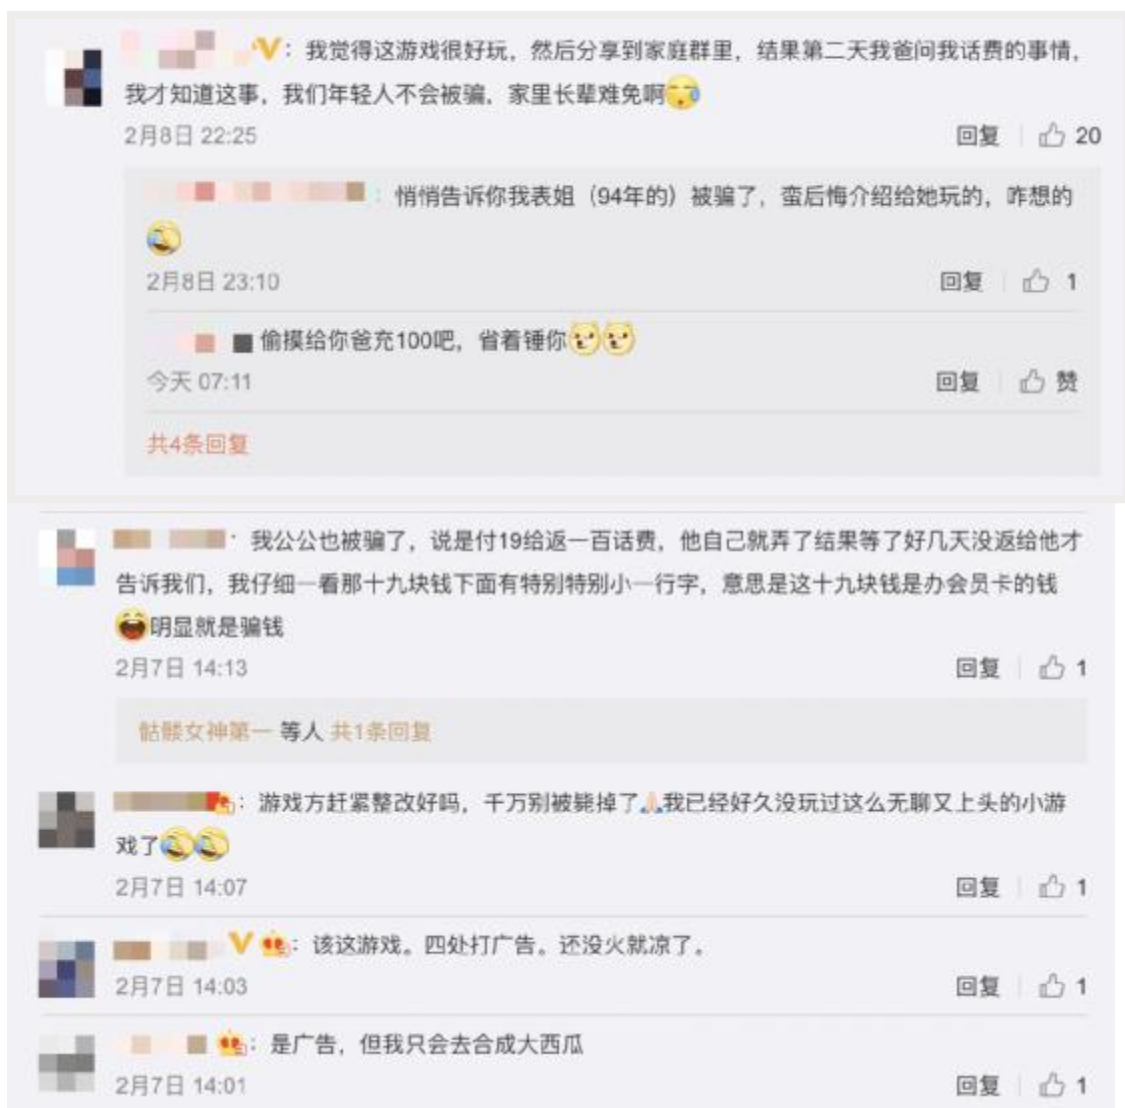 ：我觉得这游戏很好玩，然后分享到家庭群里，结果第二天我爸问我话费的事情，
我才知道这事，我们年轻人不会被骗，家里长辈难免啊
2月8日 22:25 回复 20
：悄悄告诉你我表姐（94年的）被骗了，蛮后悔介绍给她玩的，咋想的
2月8日 23:10 回复 1
偷摸给你爸充100吧，省着锤你
今天 07:11 回复 赞
共4条回复
我公公也被骗了，说是付19给返一百话费，他自己就弄了结果等了好几天没返给他才
告诉我们，我仔细一看那十九块钱下面有特别特别小一行字，意思是这十九块钱是办会员卡的钱
明显就是骗钱
2月7日 14:13 回复 1
骷髅女神第一 等人 共1条回复
：游戏方赶紧整改好吗，千万别被毙掉了我已经好久没玩过这么无聊又上头的小游
戏了
2月7日 14:07 回复 1
：该这游戏。四处打广告。还没火就凉了。
2月7日 14:03 回复 1
：是广告，但我只会去合成大西瓜
2月7日 14:01 回复 1